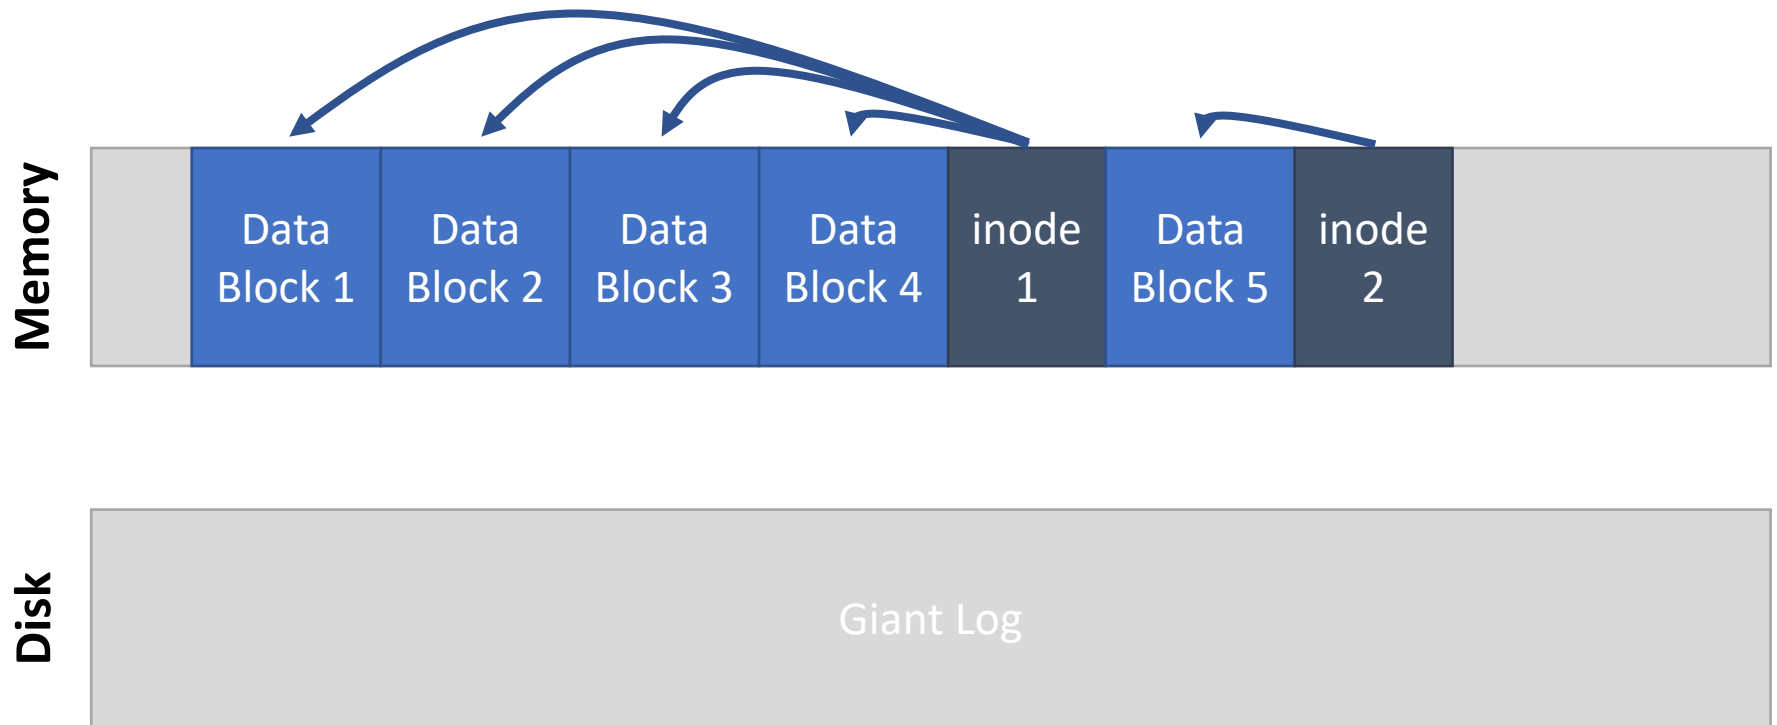 Memory
Data
Block 1
Data
Block 2
Data
Block 3
Data
Block 4
inode
1
Data
Block 5
inode
2
Disk
Giant Log